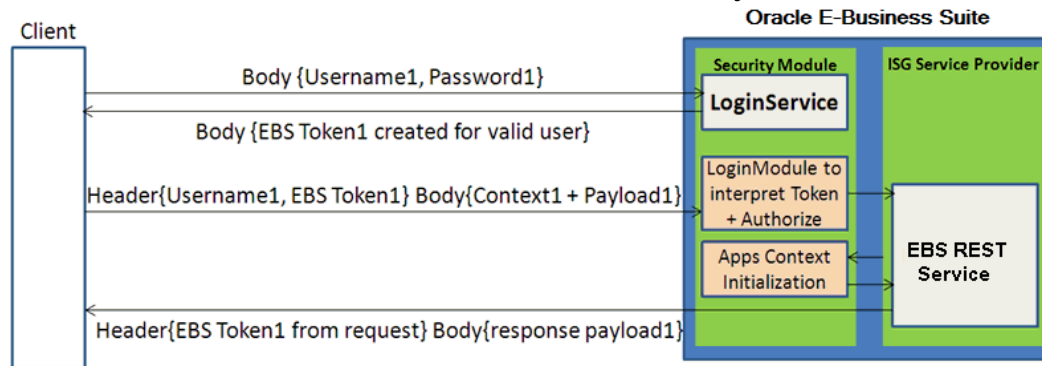 Oracle E-Business Suite
Client
Security Module
ISG Service Provider
Body {Username1, Password1}
LoginService
Body {EBS Token1 created for valid user}
LoginModule to
interpret Token
+ Authorize
Header{Username1, EBS Token1} Body{Context1 + Payload1}
EBS REST
Service
Apps Context
Initialization
Header{EBS Token1 from request} Body{response payload1}